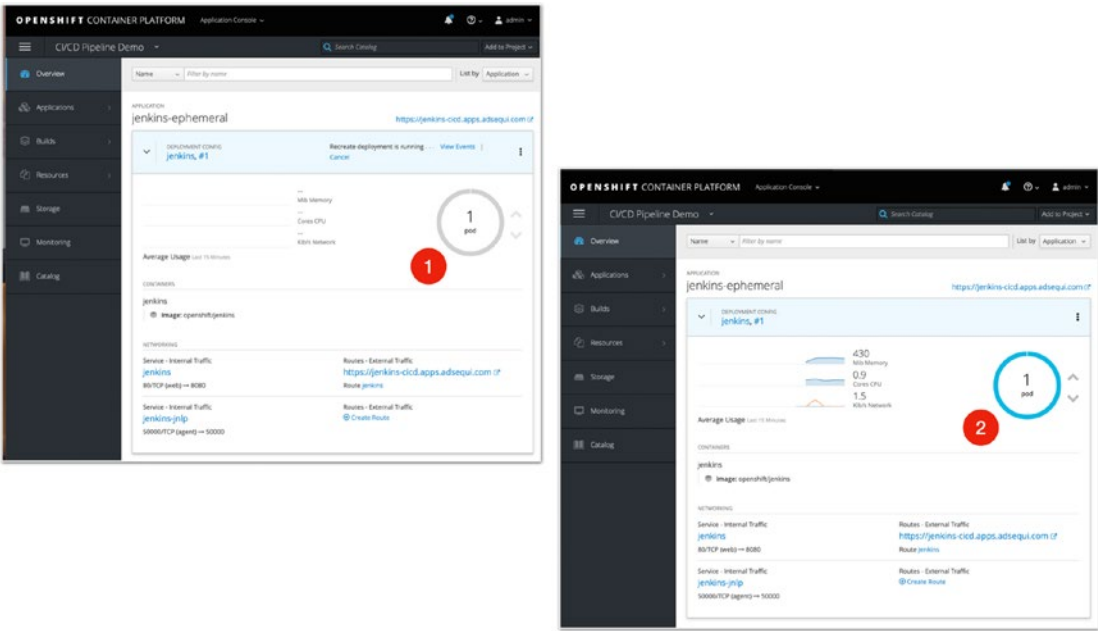 OPENSHIFT CONTAINER PLATFORM Application Console
admin
CI/CD Pipeline Demo
Search Catalog
Add to Project
Overview
Applications
Builds
Resources
Storage
Monitoring
Catalog
Name Filter by name
List by Application
APPLICATION
jenkins-ephemeral
https://jenkins-cicd.apps.adsequi.com
DEPLOYMENT CONFIG
jenkins, #1
Recreate deployment is running... View Events |
Cancel
...
Mib Memory
...
Cores CPU
...
Kib/s Network
1
pod
1
Average Usage Last 15 Minutes
CONTAINERS
jenkins
Image: openshift/jenkins
NETWORKING
Service - Internal Traffic
jenkins
80/TCP (web) → 8080
Routes - External Traffic
https://jenkins-cicd.apps.adsequi.com
Route jenkins
Service - Internal Traffic
jenkins-jnlp
50000/TCP (agent) → 50000
Routes - External Traffic
Create Route
OPENSHIFT CONTAINER PLATFORM Application Console
admin
CI/CD Pipeline Demo
Search Catalog
Add to Project
Overview
Applications
Builds
Resources
Storage
Monitoring
Catalog
Name Filter by name
List by Application
APPLICATION
jenkins-ephemeral
https://jenkins-cicd.apps.adsequi.com
DEPLOYMENT CONFIG
jenkins, #1
430
Mib Memory
0.9
Cores CPU
1.5
Kib/s Network
1
pod
2
Average Usage Last 15 Minutes
CONTAINERS
jenkins
Image: openshift/jenkins
NETWORKING
Service - Internal Traffic
jenkins
80/TCP (web) → 8080
Routes - External Traffic
https://jenkins-cicd.apps.adsequi.com
Route jenkins
Service - Internal Traffic
jenkins-jnlp
50000/TCP (agent) → 50000
Routes - External Traffic
Create Route